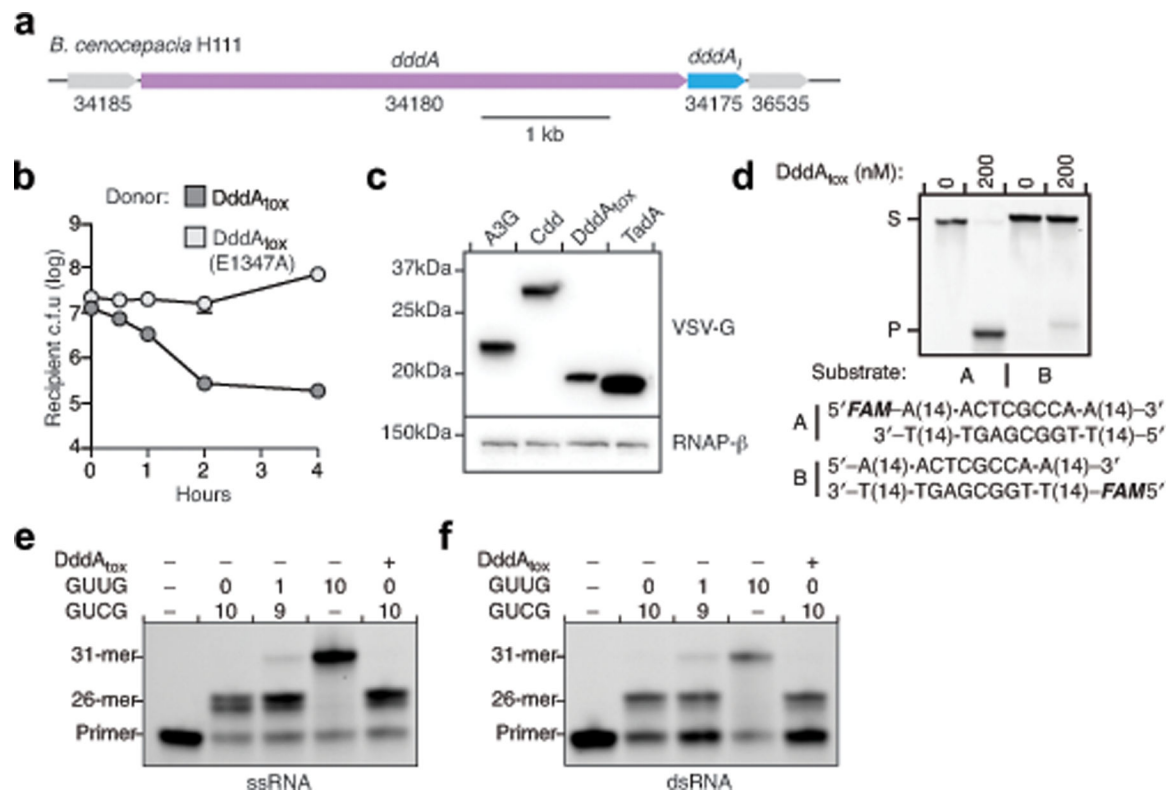 a
B. cenocepacia H111
dddA
dddAI
34185
34180
34175
36535
1 kb
b
Donor:
DddAtox
DddAtox
(E1347A)
Recipient c.f.u (log)
9
8
7
6
5
4
0
1
2
3
4
Hours
c
A3G
Cdd
DddAtox
TadA
37kDa
25kDa
20kDa
150kDa
VSV-G
RNAP-β
d
DddAtox (nM):
0
200
0
200
S
P
Substrate:
A
B
A
5′FAM–A(14)-ACTCGCCA-A(14)–3′
3′–T(14)-TGAGCGGT-T(14)–5′
B
5′–A(14)-ACTCGCCA-A(14)–3′
3′–T(14)-TGAGCGGT-T(14)–FAM5′
e
DddAtox – – – – +
GUUG – 0 1 10 0
GUCG – 10 9 – 10
31-mer
26-mer
Primer
ssRNA
f
DddAtox – – – – +
GUUG – 0 1 10 0
GUCG – 10 9 – 10
31-mer
26-mer
Primer
dsRNA